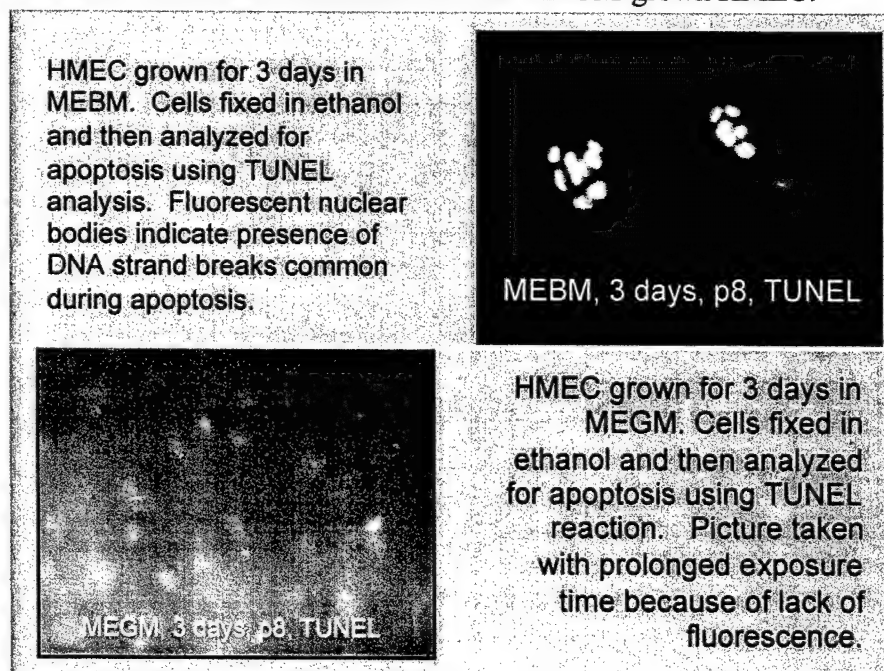 HMEC grown for 3 days in
MEBM. Cells fixed in ethanol
and then analyzed for
apoptosis using TUNEL
analysis. Fluorescent nuclear
bodies indicate presence of
DNA strand breaks common
during apoptosis.
MEBM, 3 days, p8, TUNEL
MEGM, 3 days, p8, TUNEL
HMEC grown for 3 days in
MEGM. Cells fixed in
ethanol and then analyzed
for apoptosis using TUNEL
reaction. Picture taken
with prolonged exposure
time because of lack of
fluorescence.